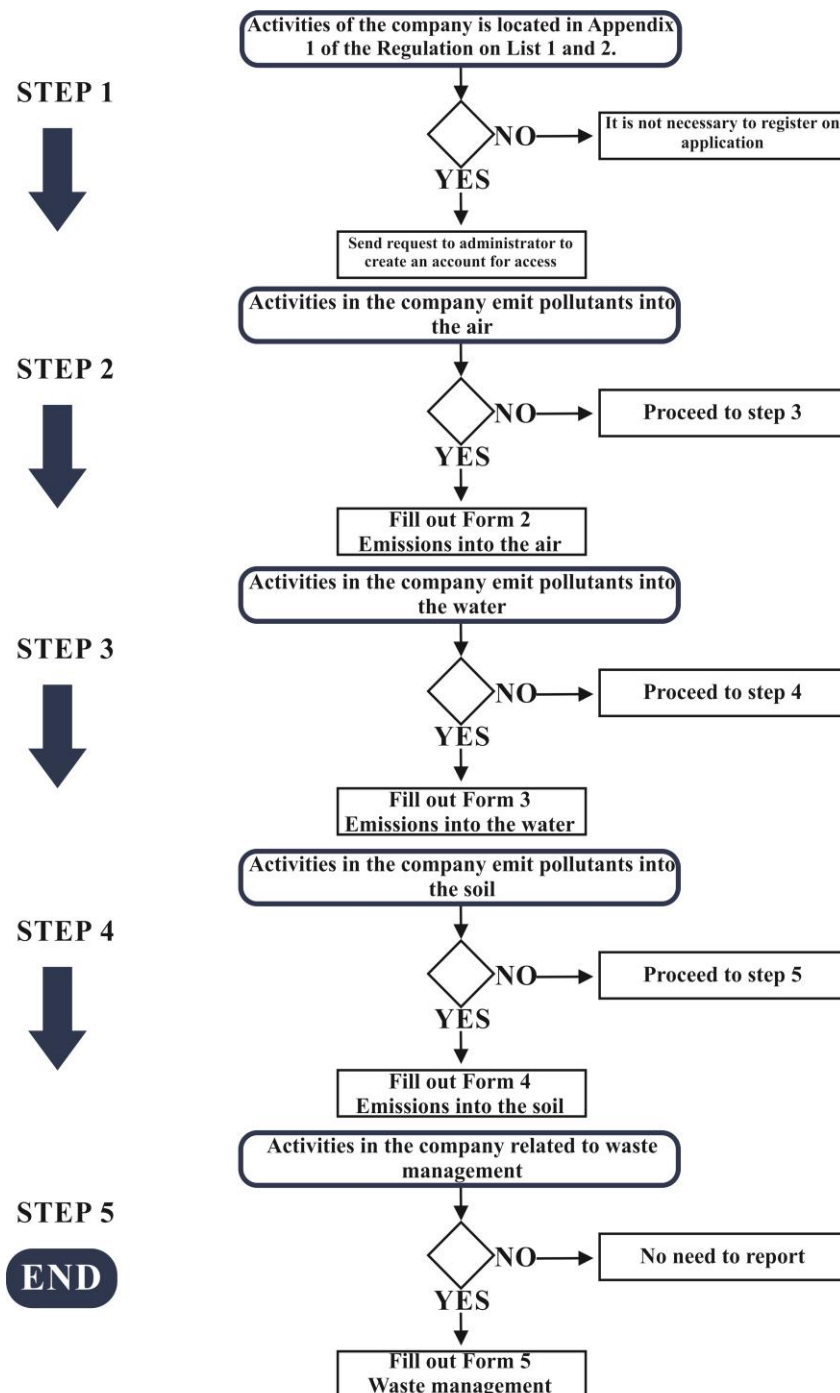 Activities of the company is located in Appendix
1 of the Regulation on List 1 and 2.
STEP 1
NO
It is not necessary to register on
application
YES
Send request to administrator to
create an account for access
Activities in the company emit pollutants into
the air
STEP 2
NO
Proceed to step 3
YES
Fill out Form 2
Emissions into the air
Activities in the company emit pollutants into
the water
STEP 3
NO
Proceed to step 4
YES
Fill out Form 3
Emissions into the water
Activities in the company emit pollutants into
the soil
STEP 4
NO
Proceed to step 5
YES
Fill out Form 4
Emissions into the soil
Activities in the company related to waste
management
STEP 5
END
NO
No need to report
YES
Fill out Form 5
Waste management